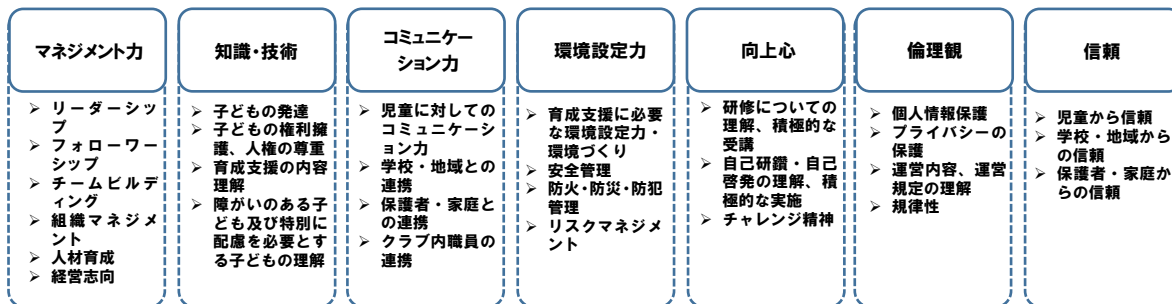 マネジメント力
➢ リーダーシッ
プ
➢ フォローワー
シップ
➢ チームビルデ
ィング
➢ 組織マネジメ
ント
➢ 人材育成
➢ 経営志向
知識・技術
➢ 子どもの発達
➢ 子どもの権利擁
護、人権の尊重
➢ 育成支援の内容
理解
➢ 障がいのある子
ども及び特別に
配慮を必要とす
る子どもの理解
コミュニケー
ション力
➢ 児童に対しての
コミュニケーシ
ョン力
➢ 学校・地域との
連携
➢ 保護者・家庭と
の連携
➢ クラブ内職員の
連携
環境設定力
➢ 育成支援に必要
な環境設定力・
環境づくり
➢ 安全管理
➢ 防火・防災・防犯
管理
➢ リスクマネジメ
ント
向上心
➢ 研修についての
理解、積極的な
受講
➢ 自己研鑽・自己
啓発の理解、積
極的な実施
➢ チャレンジ精神
倫理観
➢ 個人情報保護
➢ プライバシーの
保護
➢ 運営内容、運営
規定の理解
➢ 規律性
信頼
➢ 児童から信頼
➢ 学校・地域から
の信頼
➢ 保護者・家庭か
らの信頼